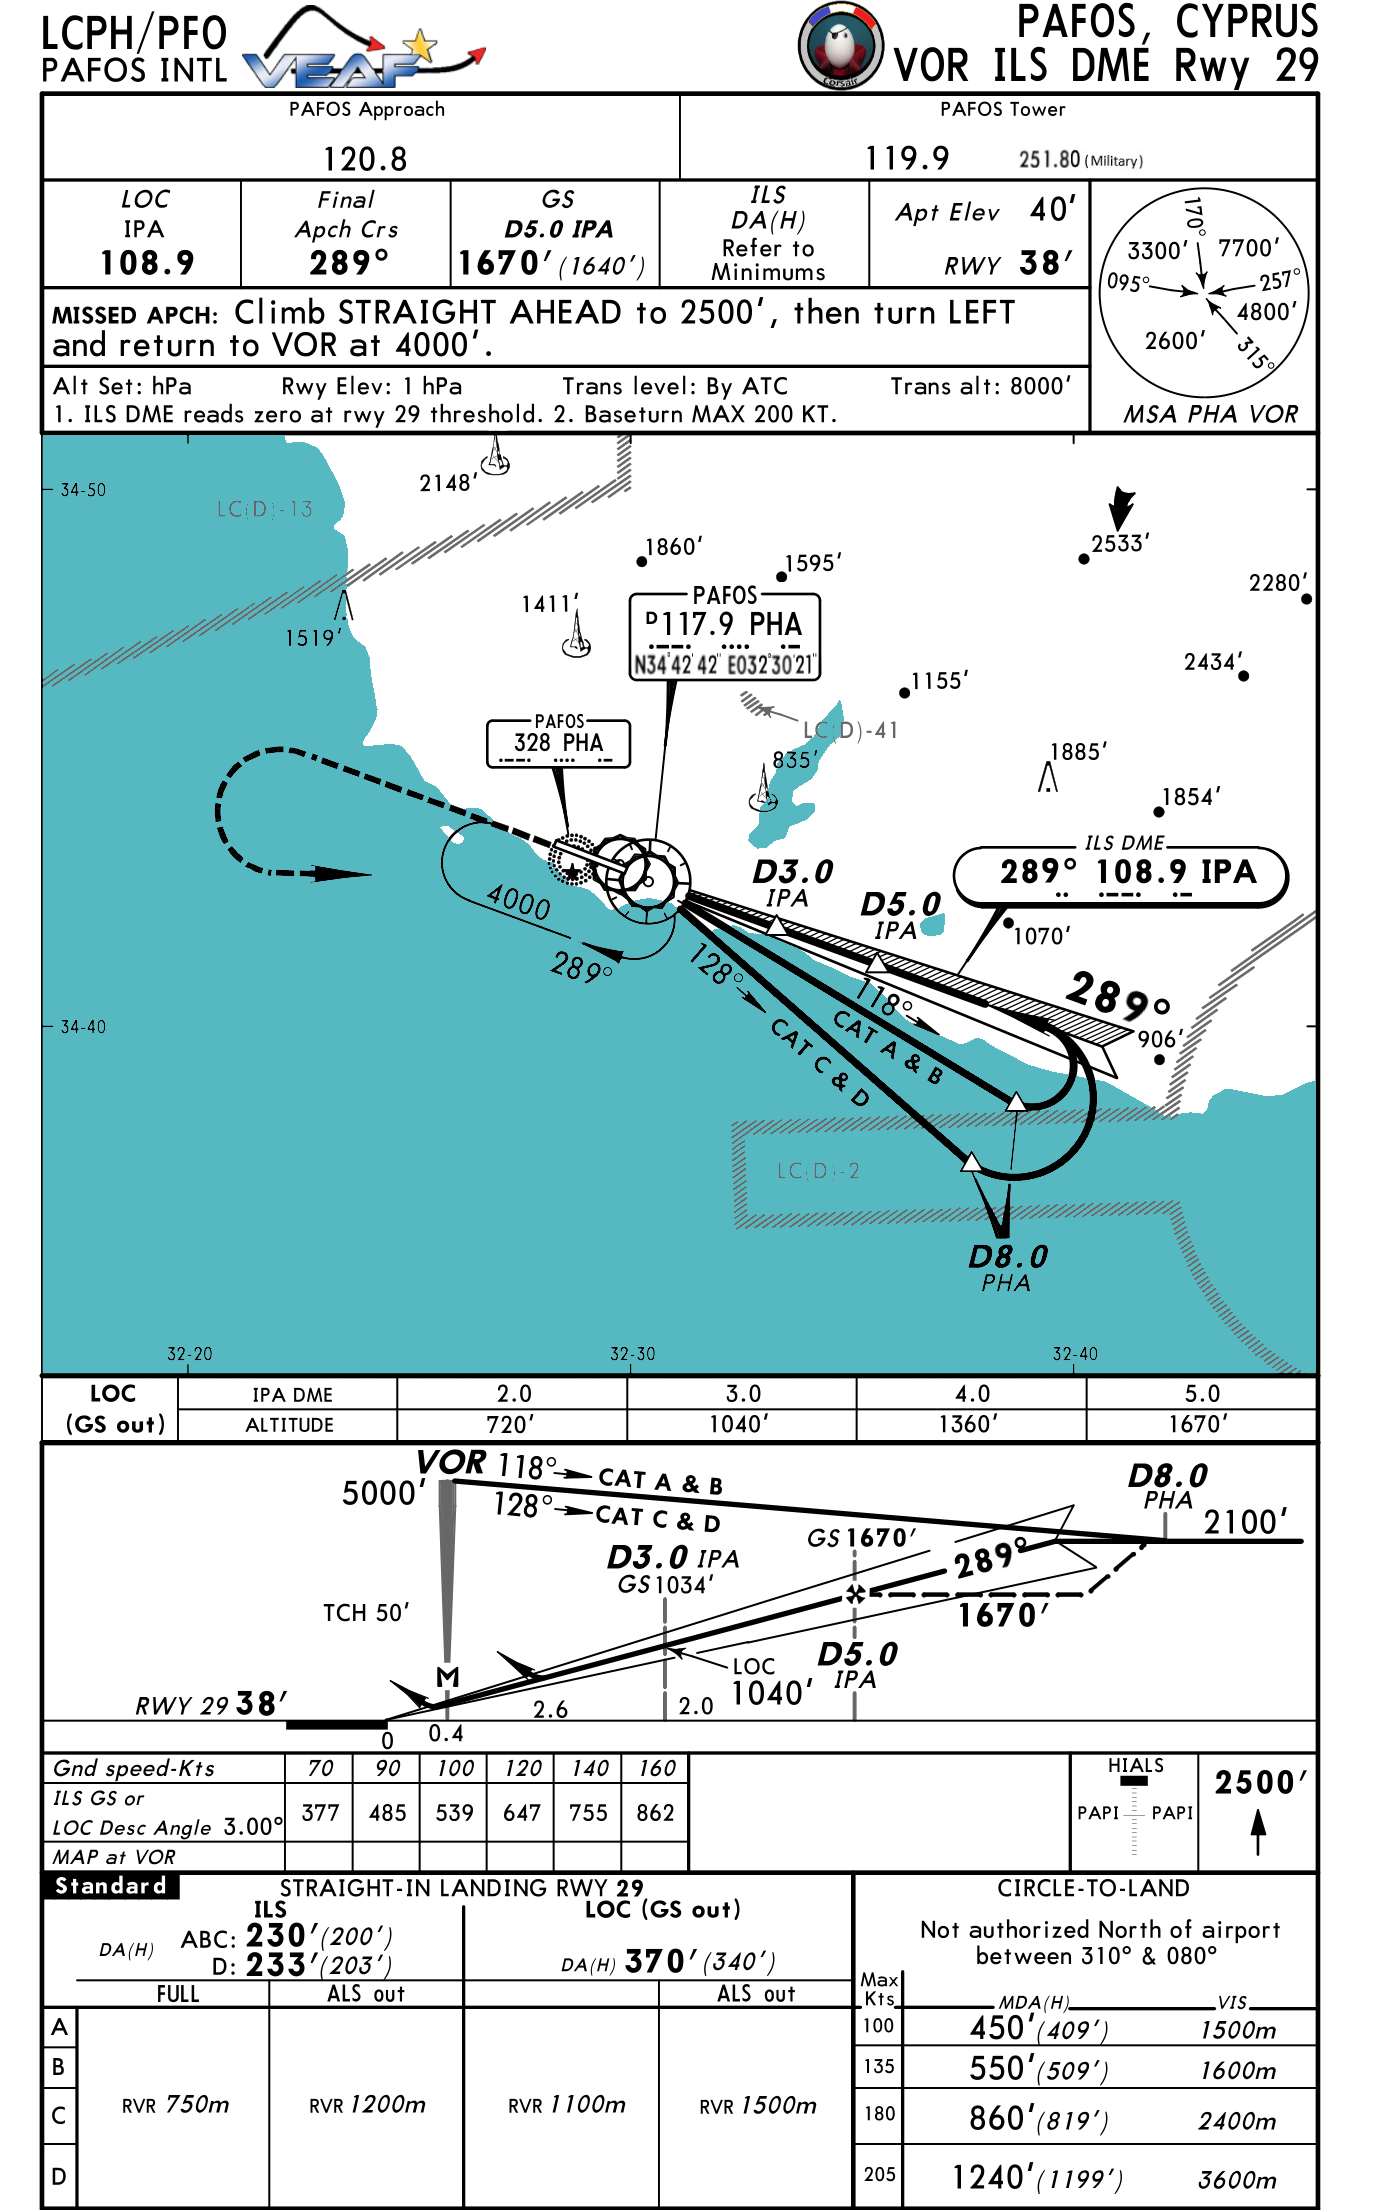 LCPH/PFO
PAFOS INTL
VEAF
Corsair
PAFOS, CYPRUS
VOR ILS DME Rwy 29
PAFOS Approach
120.8
PAFOS Tower
119.9 251.80 (Military)
LOC
IPA
108.9
Final
Apch Crs
289°
GS
D5.0 IPA
1670' (1640')
ILS
DA(H)
Refer to
Minimums
Apt Elev 40'
RWY 38'
MISSED APCH: Climb STRAIGHT AHEAD to 2500', then turn LEFT
and return to VOR at 4000'.
Alt Set: hPa Rwy Elev: 1 hPa Trans level: By ATC Trans alt: 8000'
1. ILS DME reads zero at rwy 29 threshold. 2. Baseturn MAX 200 KT.
170°
3300' 7700'
095° 257°
4800'
2600'
315°
MSA PHA VOR
34-50
LC(D)-13
2148'
1860'
1595'
2533'
2280'
1519'
1411'
PAFOS
D117.9 PHA
N34°42'42" E032°30'21"
2434'
1155'
LC(D)-41
PAFOS
328 PHA
835'
1885'
1854'
ILS DME
289° 108.9 IPA
D3.0
IPA
D5.0
IPA
1070'
4000
289°
128°
118°
CAT A & B
CAT C & D
289°
906'
34-40
LC(D)-2
D8.0
PHA
32-20
32-30
32-40
LOC
(GS out)
IPA DME 2.0 3.0 4.0 5.0
ALTITUDE 720' 1040' 1360' 1670'
VOR 118° CAT A & B
5000'
128° CAT C & D
D8.0
PHA
2100'
GS 1670'
D3.0 IPA
GS 1034'
289°
TCH 50'
1670'
D5.0
IPA
LOC
1040'
M
RWY 29 38'
2.6
2.0
0
0.4
Gnd speed-Kts 70 90 100 120 140 160
ILS GS or
LOC Desc Angle 3.00° 377 485 539 647 755 862
MAP at VOR
HIALS
PAPI PAPI
2500'
Standard STRAIGHT-IN LANDING RWY 29
ILS
DA(H) ABC: 230' (200')
D: 233' (203')
LOC (GS out)
DA(H) 370' (340')
FULL ALS out ALS out
A
B
C
D
RVR 750m RVR 1200m RVR 1100m RVR 1500m
CIRCLE-TO-LAND
Not authorized North of airport
between 310° & 080°
Max
Kts MDA(H) VIS
100 450' (409') 1500m
135 550' (509') 1600m
180 860' (819') 2400m
205 1240' (1199') 3600m